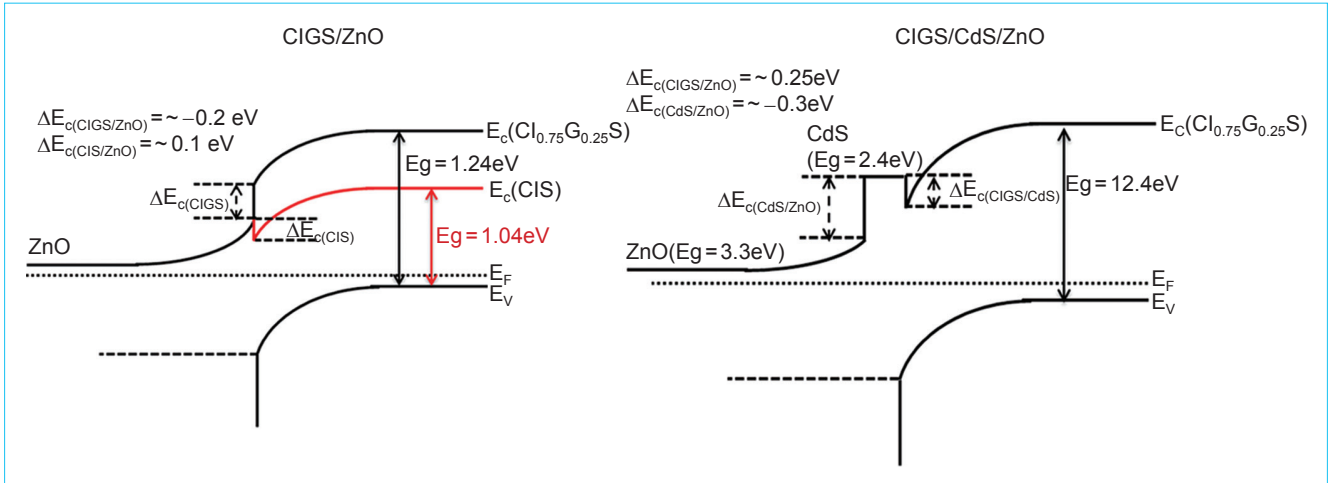 CIGS/ZnO
ΔEc(CIGS/ZnO) = ~ −0.2 eV
ΔEc(CIS/ZnO) = ~ 0.1 eV
Ec(CI0.75G0.25S)
Eg = 1.24eV
ΔEc(CIGS)
Ec(CIS)
ΔEc(CIS)
Eg = 1.04eV
ZnO
EF
EV
CIGS/CdS/ZnO
ΔEc(CIGS/ZnO) = ~ 0.25eV
ΔEc(CdS/ZnO) = ~ −0.3eV
CdS
(Eg = 2.4eV)
EC(CI0.75G0.25S)
ΔEc(CdS/ZnO)
ΔEc(CIGS/CdS)
Eg = 12.4eV
ZnO(Eg = 3.3eV)
EF
EV